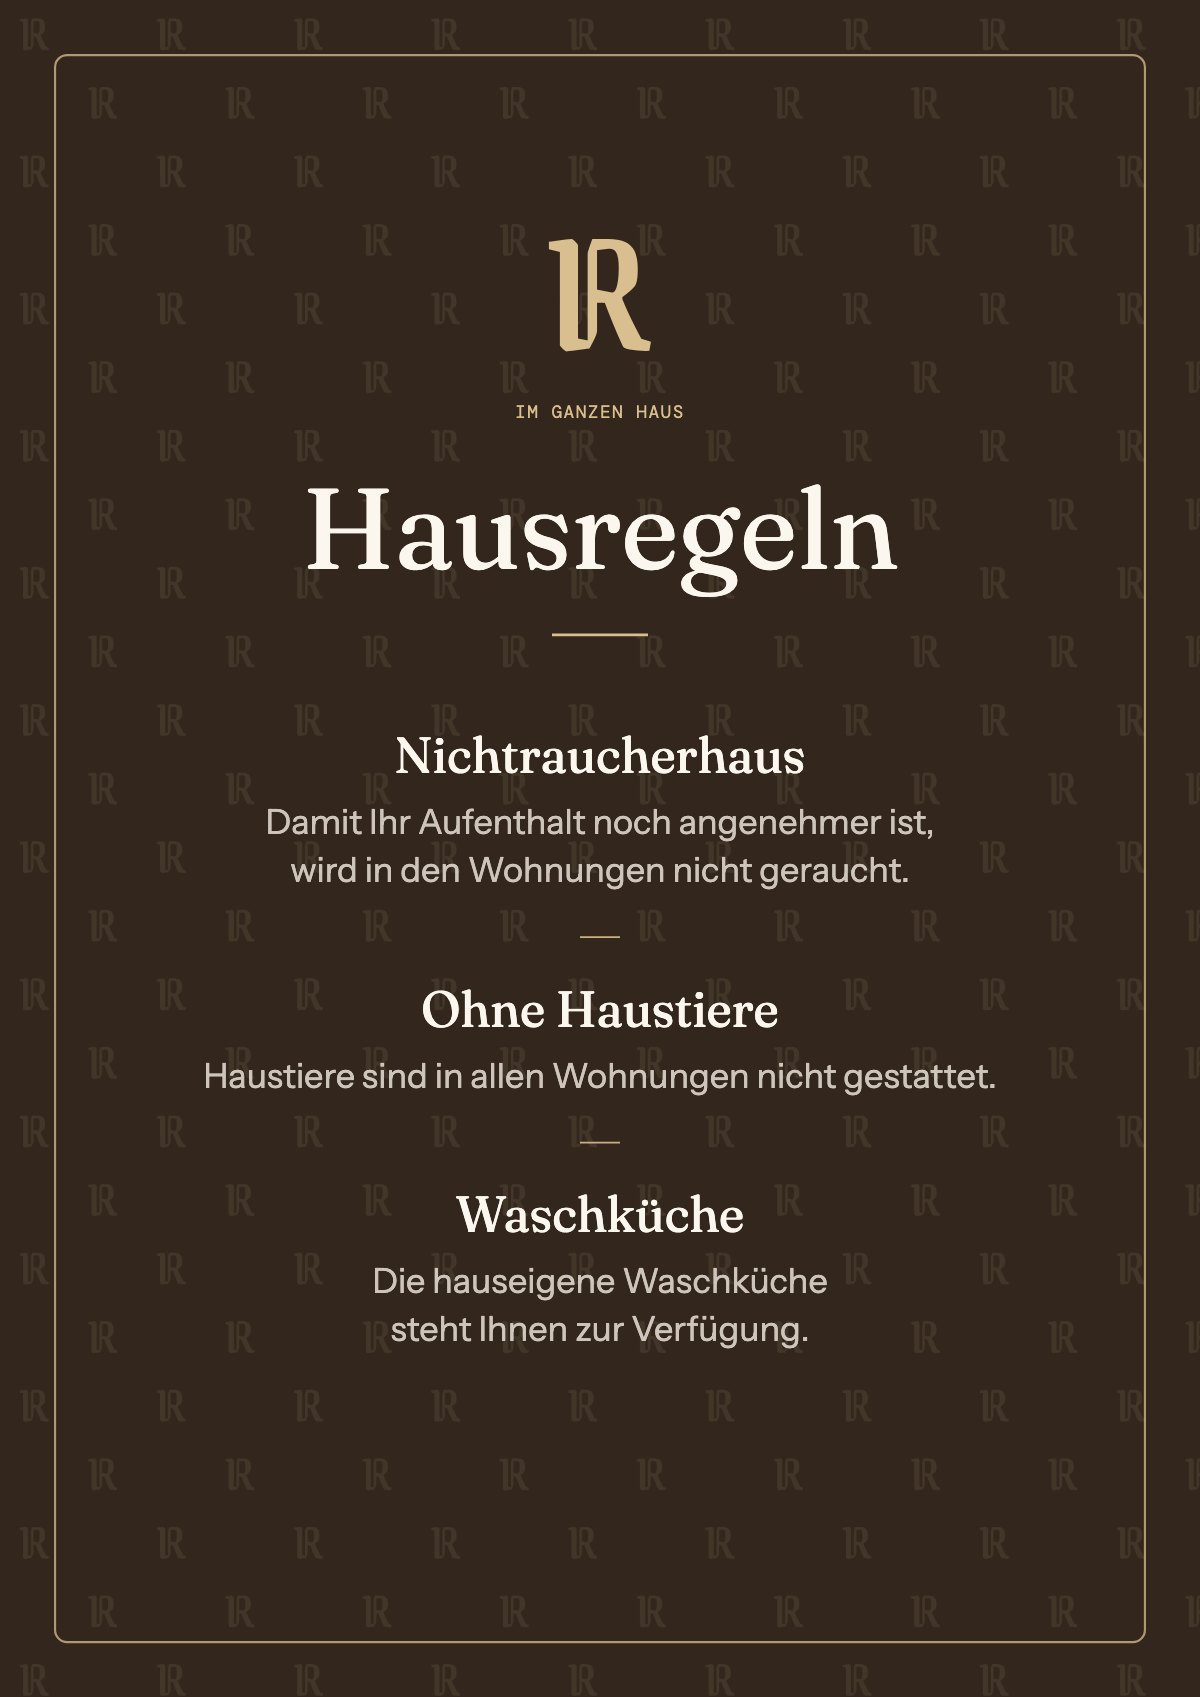 R
IM GANZEN HAUS
Hausregeln
Nichtraucherhaus
Damit Ihr Aufenthalt noch angenehmer ist,
wird in den Wohnungen nicht geraucht.
Ohne Haustiere
Haustiere sind in allen Wohnungen nicht gestattet.
Waschküche
Die hauseigene Waschküche
steht Ihnen zur Verfügung.